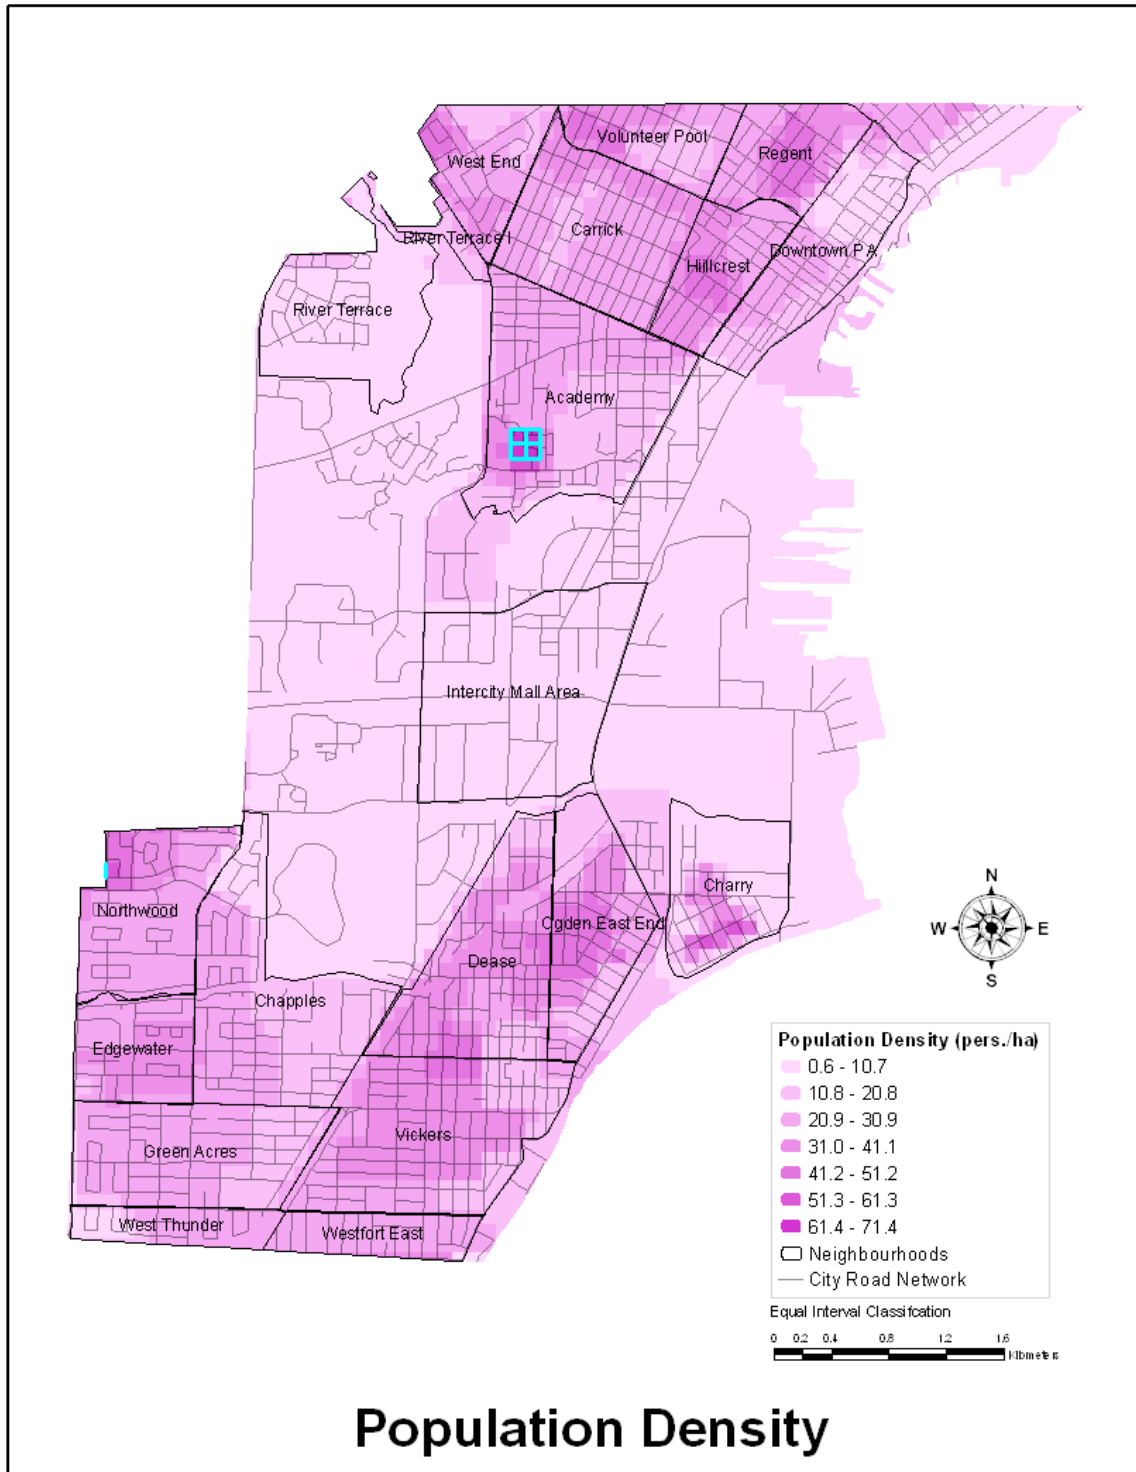 Volunteer Pool
Regent
West End
Carrick
River Terrace I
Downtown P A
Hillcrest
River Terrace
Academy
Intercity Mall Area
Charry
Northwood
Ogden East End
Dease
Chapples
Edgewater
Vickers
Green Acres
West Thunder
Westfort East
N
W
E
S
Population Density (pers./ha)
0.6 - 10.7
10.8 - 20.8
20.9 - 30.9
31.0 - 41.1
41.2 - 51.2
51.3 - 61.3
61.4 - 71.4
Neighbourhoods
City Road Network
Equal Interval Classifcation
0 0.2 0.4 0.8 1.2 1.6
Kilometers
Population Density